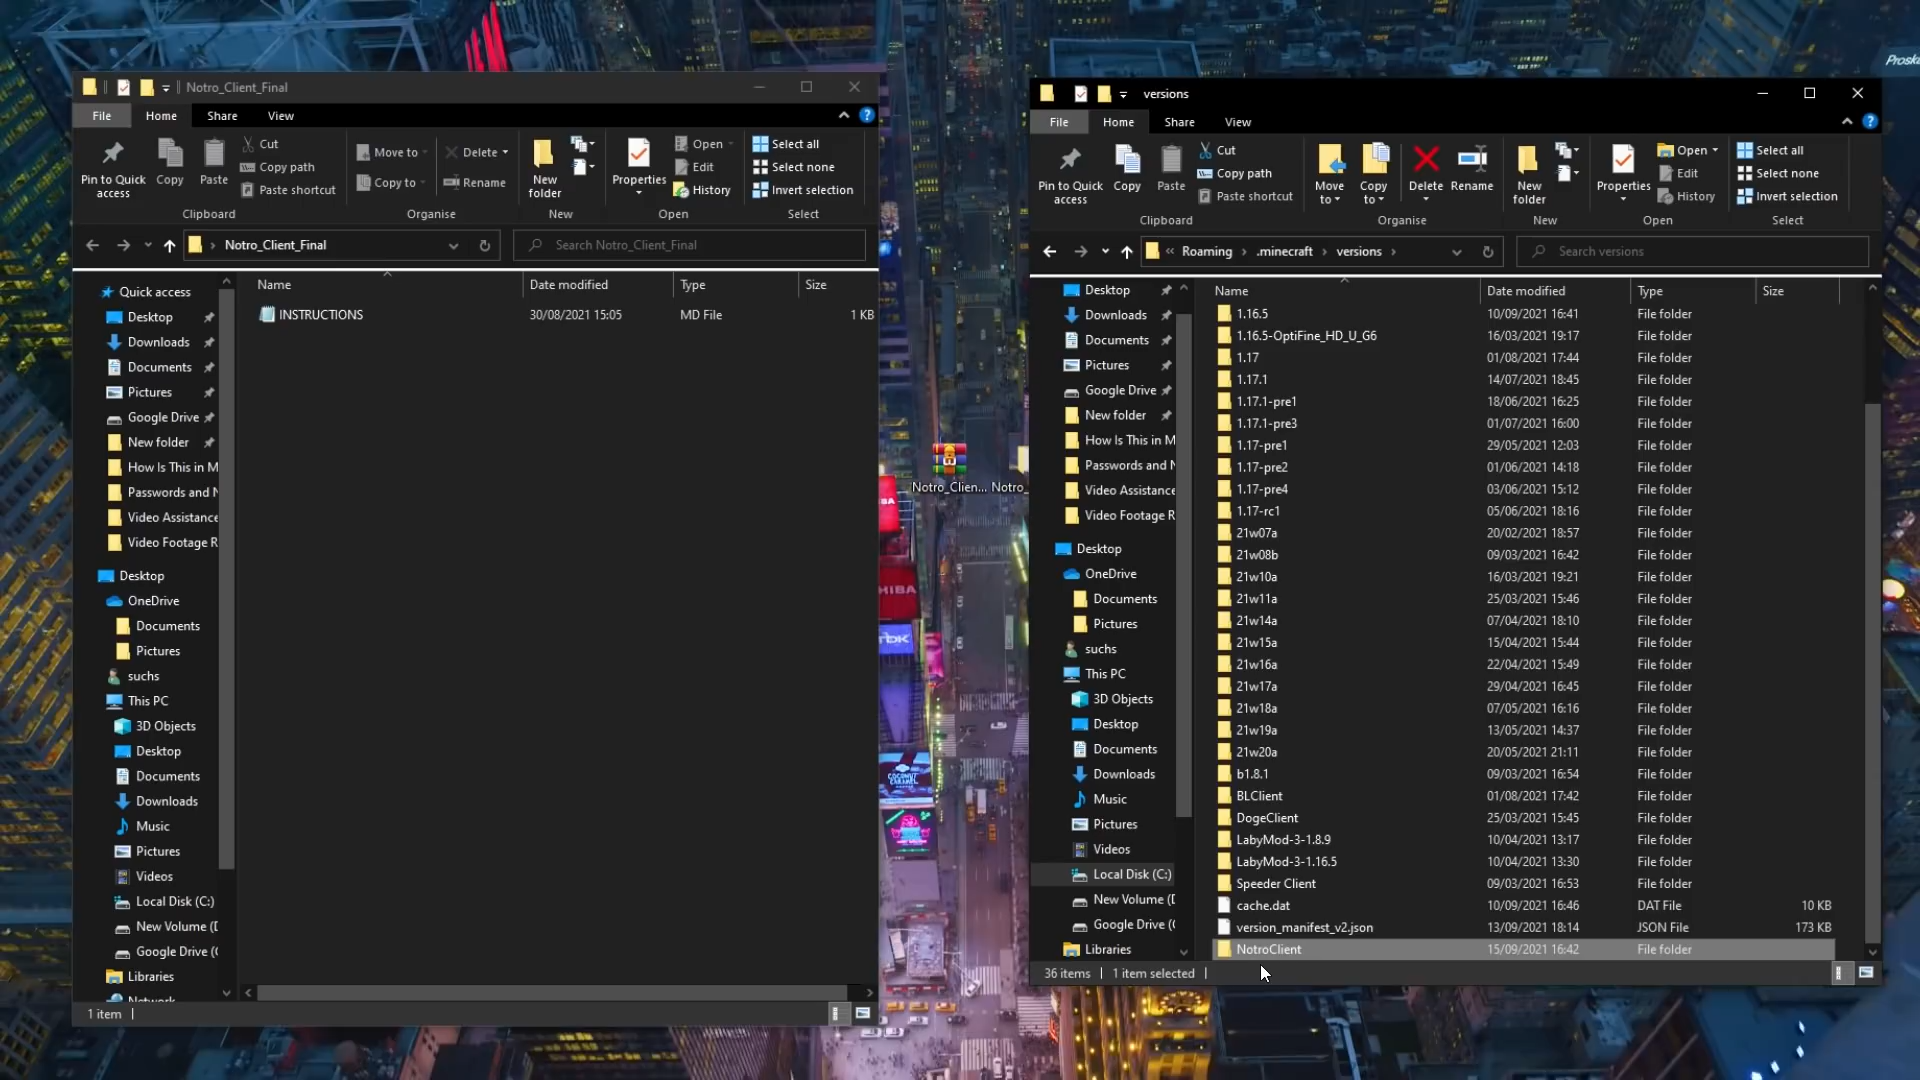 Notro_Client_Final
File Home Share View
Pin to Quick access
Copy
Paste
Cut
Copy path
Paste shortcut
Clipboard
Move to
Copy to
Delete
Rename
Organise
New folder
New
Properties
Open
Edit
History
Open
Select all
Select none
Invert selection
Select
Notro_Client_Final
Search Notro_Client_Final
Name Date modified Type Size
INSTRUCTIONS 30/08/2021 15:05 MD File 1 KB
Quick access
Desktop
Downloads
Documents
Pictures
Google Drive
New folder
How Is This in M
Passwords and N
Video Assistance
Video Footage R
Desktop
OneDrive
Documents
Pictures
suchs
This PC
3D Objects
Desktop
Documents
Downloads
Music
Pictures
Videos
Local Disk (C:)
New Volume (D
Google Drive (
Libraries
Network
1 item
Notro_Clien...
Notro_
HIBA
TDK
COCONUT
CARAMEL
Prosk
versions
File Home Share View
Pin to Quick access
Copy
Paste
Cut
Copy path
Paste shortcut
Clipboard
Move to
Copy to
Delete
Rename
Organise
New folder
New
Properties
Open
Edit
History
Open
Select all
Select none
Invert selection
Select
« Roaming › .minecraft › versions ›
Search versions
Desktop
Downloads
Documents
Pictures
Google Drive
New folder
How Is This in M
Passwords and N
Video Assistance
Video Footage R
Desktop
OneDrive
Documents
Pictures
suchs
This PC
3D Objects
Desktop
Documents
Downloads
Music
Pictures
Videos
Local Disk (C:)
New Volume (D
Google Drive (
Libraries
Name Date modified Type Size
1.16.5 10/09/2021 16:41 File folder
1.16.5-OptiFine_HD_U_G6 16/03/2021 19:17 File folder
1.17 01/08/2021 17:44 File folder
1.17.1 14/07/2021 18:45 File folder
1.17.1-pre1 18/06/2021 16:25 File folder
1.17.1-pre3 01/07/2021 16:00 File folder
1.17-pre1 29/05/2021 12:03 File folder
1.17-pre2 01/06/2021 14:18 File folder
1.17-pre4 03/06/2021 15:12 File folder
1.17-rc1 05/06/2021 18:16 File folder
21w07a 20/02/2021 18:57 File folder
21w08b 09/03/2021 16:42 File folder
21w10a 16/03/2021 19:21 File folder
21w11a 25/03/2021 15:46 File folder
21w14a 07/04/2021 18:10 File folder
21w15a 15/04/2021 15:44 File folder
21w16a 22/04/2021 15:49 File folder
21w17a 29/04/2021 16:45 File folder
21w18a 07/05/2021 16:16 File folder
21w19a 13/05/2021 14:37 File folder
21w20a 20/05/2021 21:11 File folder
b1.8.1 09/03/2021 16:54 File folder
BLClient 01/08/2021 17:42 File folder
DogeClient 25/03/2021 15:45 File folder
LabyMod-3-1.8.9 10/04/2021 13:17 File folder
LabyMod-3-1.16.5 10/04/2021 13:30 File folder
Speeder Client 09/03/2021 16:53 File folder
cache.dat 10/09/2021 16:46 DAT File 10 KB
version_manifest_v2.json 13/09/2021 18:14 JSON File 173 KB
NotroClient 15/09/2021 16:42 File folder
36 items 1 item selected